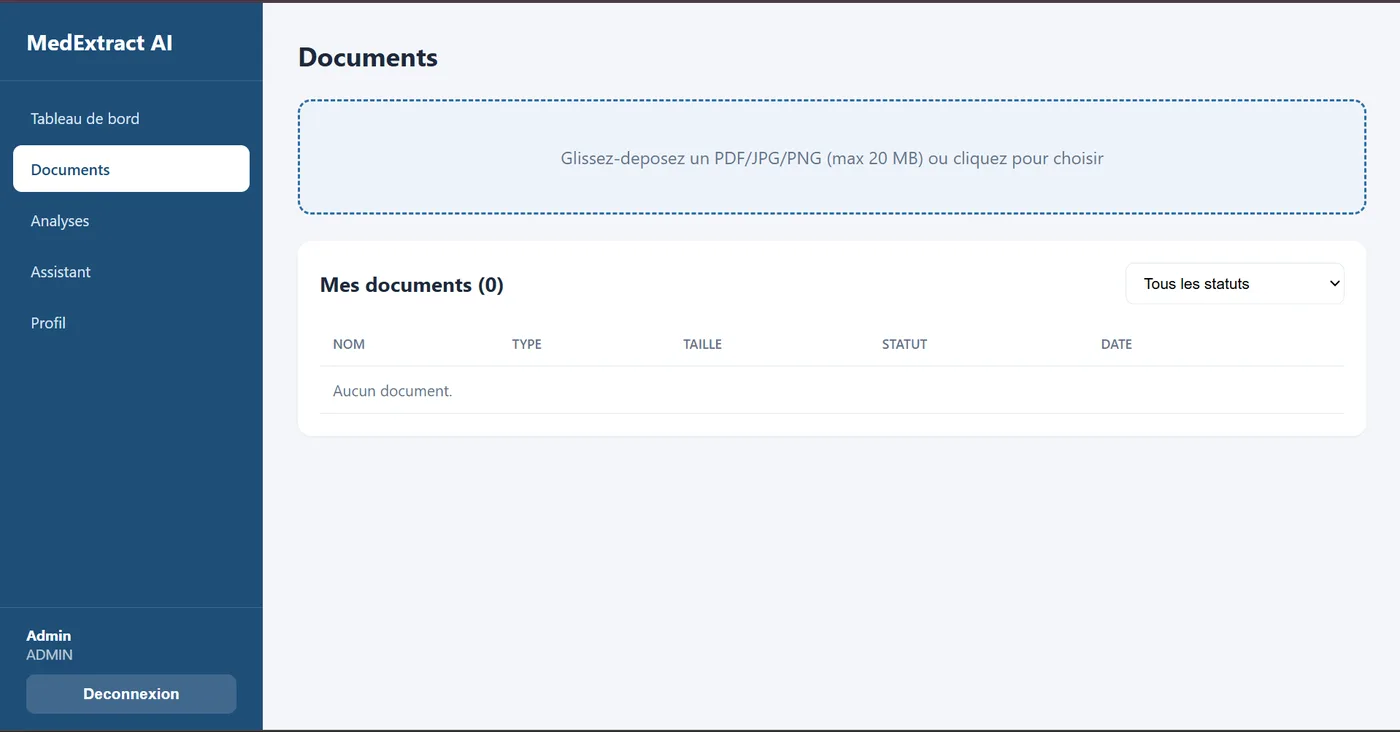 MedExtract AI
Tableau de bord
Documents
Analyses
Assistant
Profil
Admin
ADMIN
Deconnexion
Documents
Glissez-deposez un PDF/JPG/PNG (max 20 MB) ou cliquez pour choisir
Mes documents (0)
Tous les statuts
NOM TYPE TAILLE STATUT DATE
Aucun document.